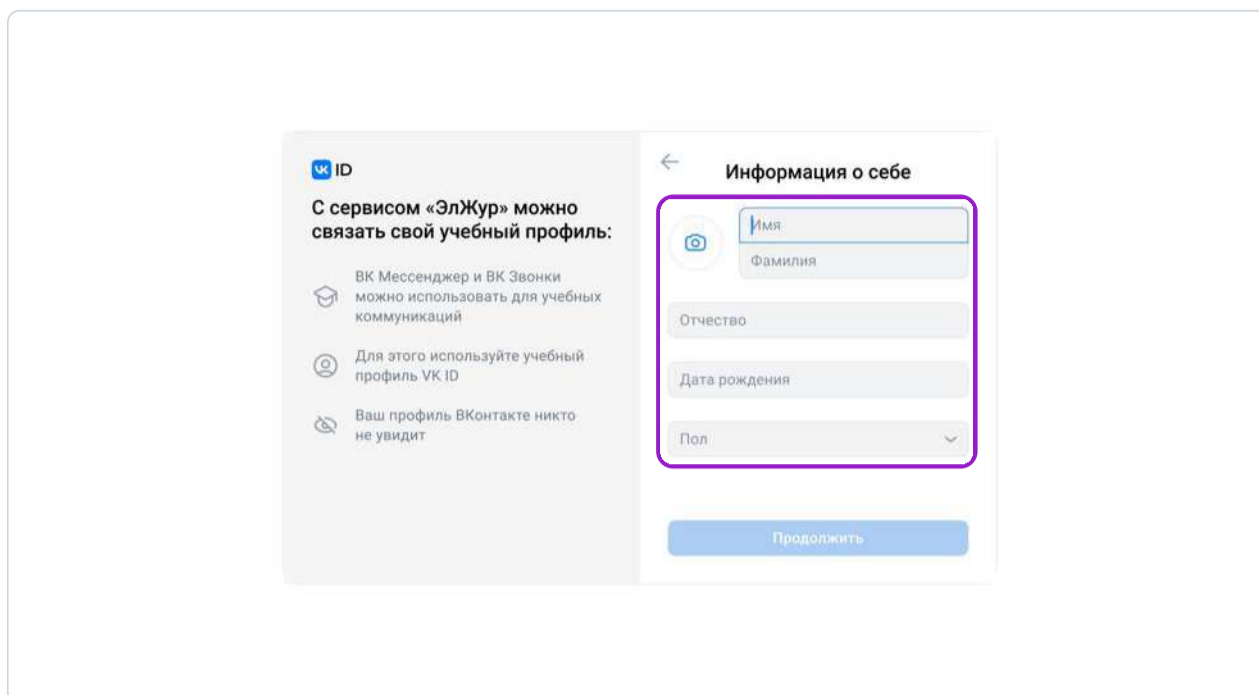 VK ID
С сервисом «ЭлЖур» можно
связать свой учебный профиль:
ВК Мессенджер и ВК Звонки
можно использовать для учебных
коммуникаций
Для этого используйте учебный
профиль VK ID
Ваш профиль ВКонтакте никто
не увидит
Информация о себе
Имя
Фамилия
Отчество
Дата рождения
Пол
Продолжить